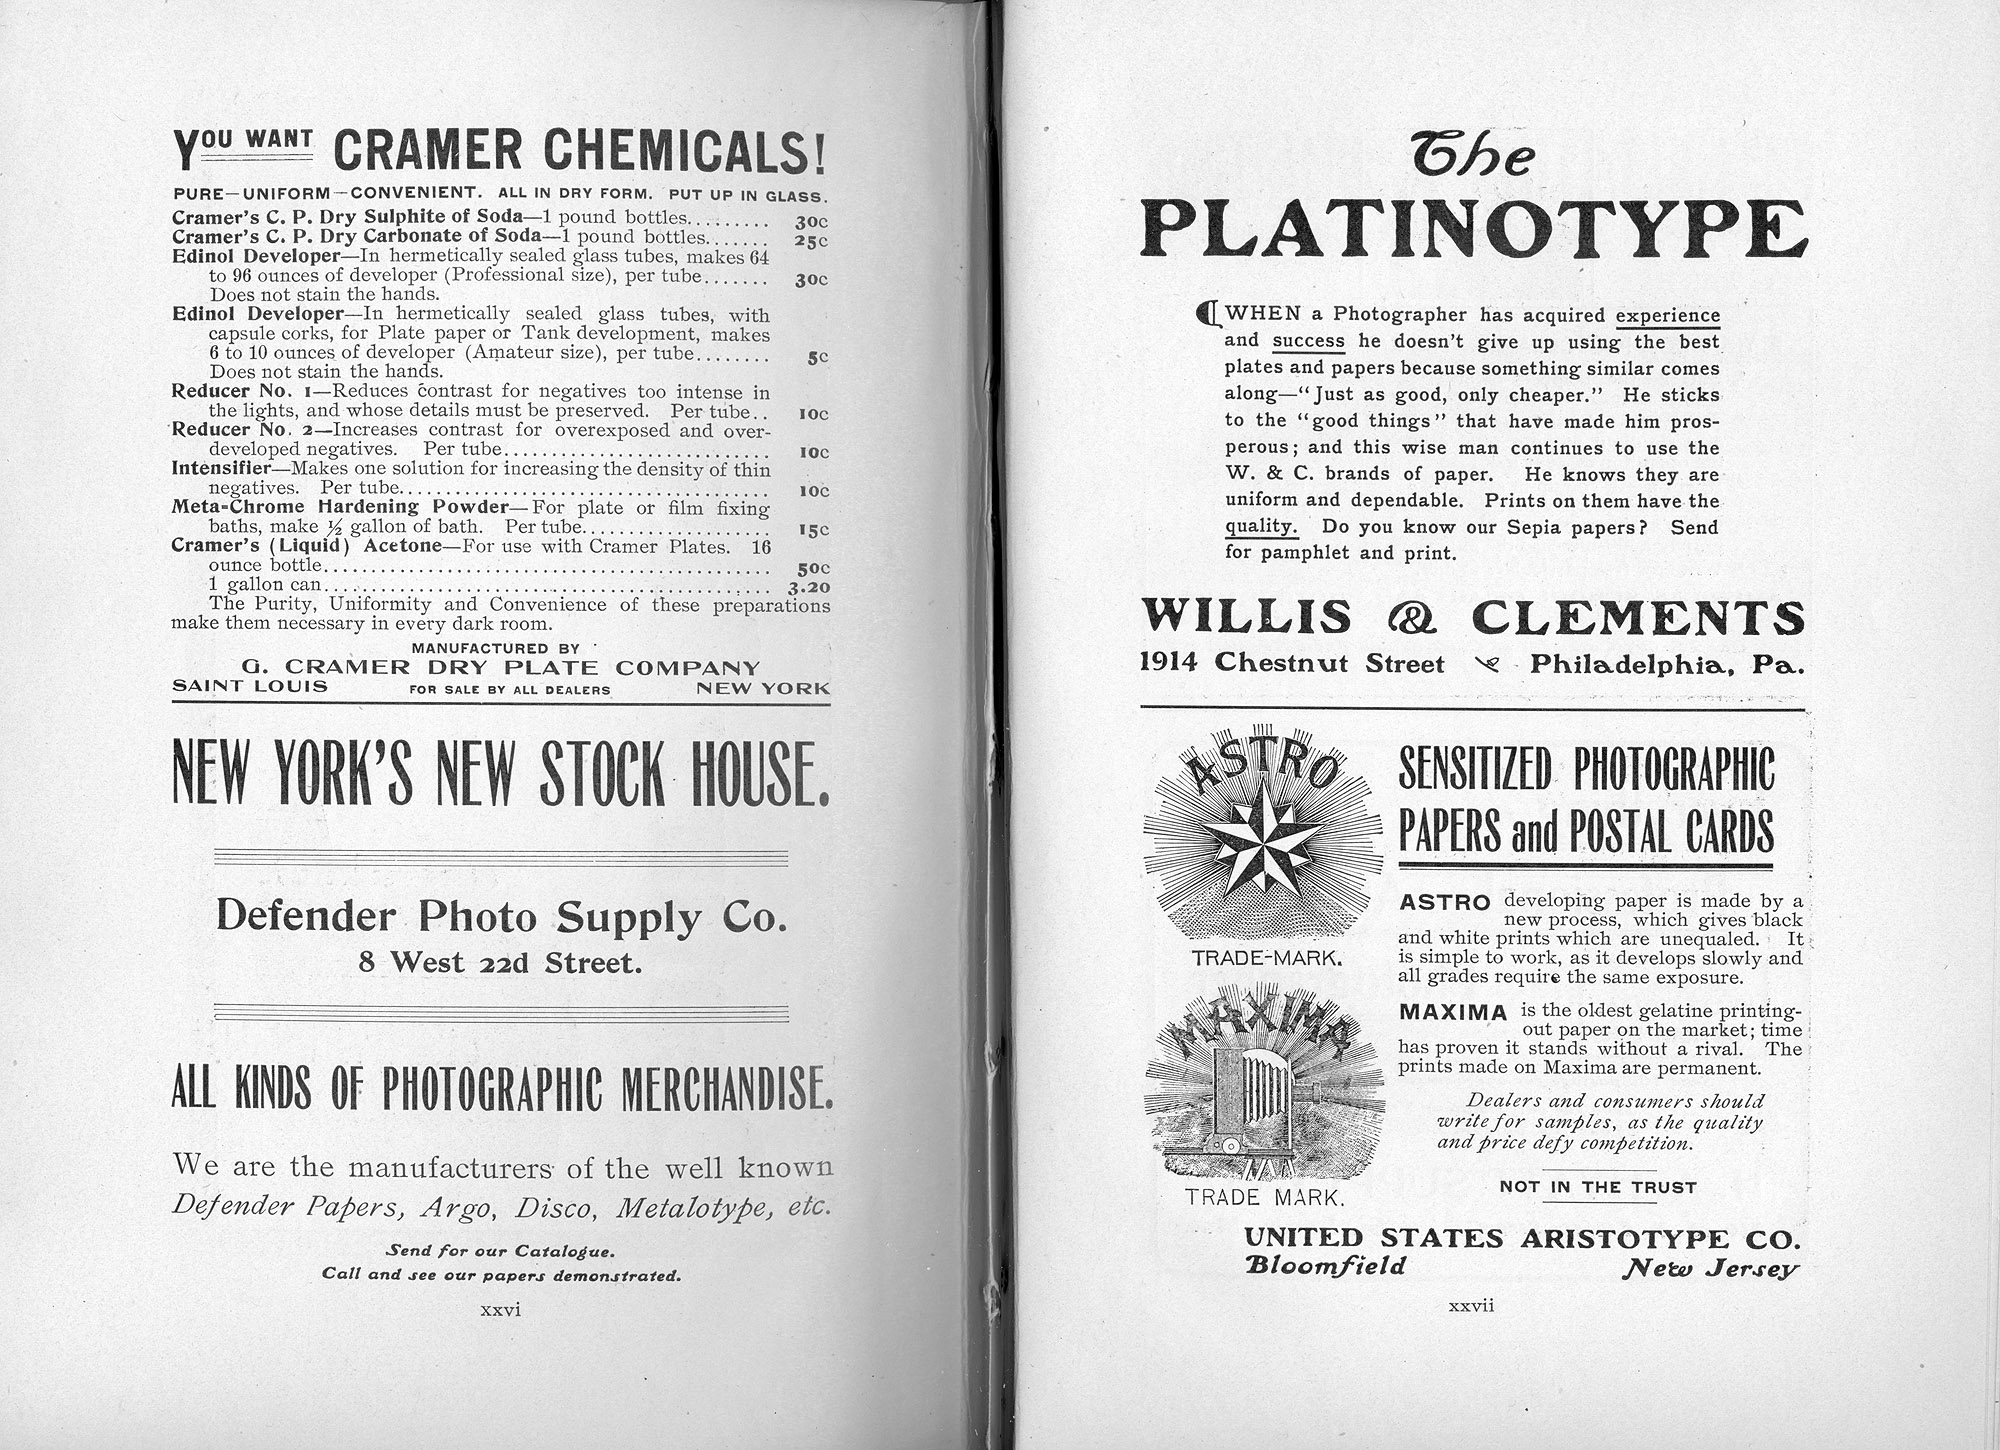 YOU WANT CRAMER CHEMICALS!
PURE—UNIFORM—CONVENIENT. ALL IN DRY FORM. PUT UP IN GLASS.
Cramer's C. P. Dry Sulphite of Soda—1 pound bottles......... 30c
Cramer's C. P. Dry Carbonate of Soda—1 pound bottles....... 25c
Edinol Developer—In hermetically sealed glass tubes, makes 64
to 96 ounces of developer (Professional size), per tube....... 30c
Does not stain the hands.
Edinol Developer—In hermetically sealed glass tubes, with
capsule corks, for Plate paper or Tank development, makes
6 to 10 ounces of developer (Amateur size), per tube........ 5c
Does not stain the hands.
Reducer No. 1—Reduces contrast for negatives too intense in
the lights, and whose details must be preserved. Per tube.. 10c
Reducer No. 2—Increases contrast for overexposed and over-
developed negatives. Per tube............................. 10c
Intensifier—Makes one solution for increasing the density of thin
negatives. Per tube........................................ 10c
Meta-Chrome Hardening Powder—For plate or film fixing
baths, make ½ gallon of bath. Per tube.................... 15c
Cramer's (Liquid) Acetone—For use with Cramer Plates. 16
ounce bottle................................................ 50c
1 gallon can................................................ 3.20
The Purity, Uniformity and Convenience of these preparations
make them necessary in every dark room.
MANUFACTURED BY
G. CRAMER DRY PLATE COMPANY
SAINT LOUIS FOR SALE BY ALL DEALERS NEW YORK
NEW YORK'S NEW STOCK HOUSE.
Defender Photo Supply Co.
8 West 22d Street.
ALL KINDS OF PHOTOGRAPHIC MERCHANDISE.
We are the manufacturers of the well known
Defender Papers, Argo, Disco, Metalotype, etc.
Send for our Catalogue.
Call and see our papers demonstrated.
xxvi
The
PLATINOTYPE
¶ WHEN a Photographer has acquired experience
and success he doesn't give up using the best
plates and papers because something similar comes
along—"Just as good, only cheaper." He sticks
to the "good things" that have made him pros-
perous; and this wise man continues to use the
W. & C. brands of paper. He knows they are
uniform and dependable. Prints on them have the
quality. Do you know our Sepia papers? Send
for pamphlet and print.
WILLIS & CLEMENTS
1914 Chestnut Street Philadelphia, Pa.
ASTRO
TRADE-MARK.
MAXIMA
TRADE MARK.
SENSITIZED PHOTOGRAPHIC
PAPERS and POSTAL CARDS
ASTRO developing paper is made by a
new process, which gives black
and white prints which are unequaled. It
is simple to work, as it develops slowly and
all grades require the same exposure.
MAXIMA is the oldest gelatine printing-
out paper on the market; time
has proven it stands without a rival. The
prints made on Maxima are permanent.
Dealers and consumers should
write for samples, as the quality
and price defy competition.
NOT IN THE TRUST
UNITED STATES ARISTOTYPE CO.
Bloomfield New Jersey
xxvii